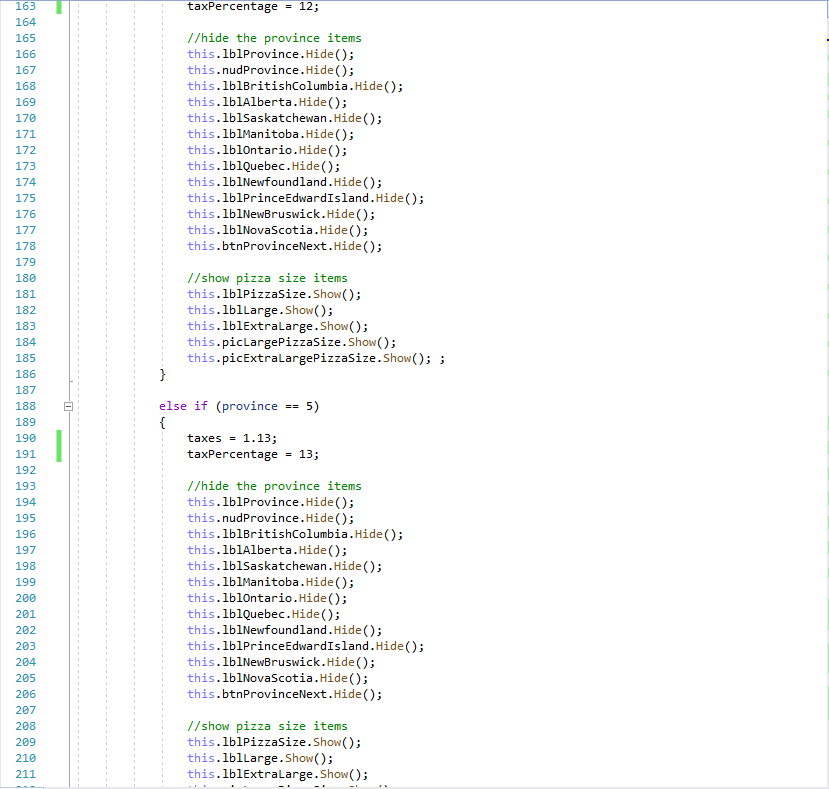 163 taxPercentage = 12;
164
165 //hide the province items
166 this.lblProvince.Hide();
167 this.nudProvince.Hide();
168 this.lblBritishColumbia.Hide();
169 this.lblAlberta.Hide();
170 this.lblSaskatchewan.Hide();
171 this.lblManitoba.Hide();
172 this.lblOntario.Hide();
173 this.lblQuebec.Hide();
174 this.lblNewfoundland.Hide();
175 this.lblPrinceEdwardIsland.Hide();
176 this.lblNewBruswick.Hide();
177 this.lblNovaScotia.Hide();
178 this.btnProvinceNext.Hide();
179
180 //show pizza size items
181 this.lblPizzaSize.Show();
182 this.lblLarge.Show();
183 this.lblExtraLarge.Show();
184 this.picLargePizzaSize.Show();
185 this.picExtraLargePizzaSize.Show(); ;
186 }
187
188 else if (province == 5)
189 {
190 taxes = 1.13;
191 taxPercentage = 13;
192
193 //hide the province items
194 this.lblProvince.Hide();
195 this.nudProvince.Hide();
196 this.lblBritishColumbia.Hide();
197 this.lblAlberta.Hide();
198 this.lblSaskatchewan.Hide();
199 this.lblManitoba.Hide();
200 this.lblOntario.Hide();
201 this.lblQuebec.Hide();
202 this.lblNewfoundland.Hide();
203 this.lblPrinceEdwardIsland.Hide();
204 this.lblNewBruswick.Hide();
205 this.lblNovaScotia.Hide();
206 this.btnProvinceNext.Hide();
207
208 //show pizza size items
209 this.lblPizzaSize.Show();
210 this.lblLarge.Show();
211 this.lblExtraLarge.Show();